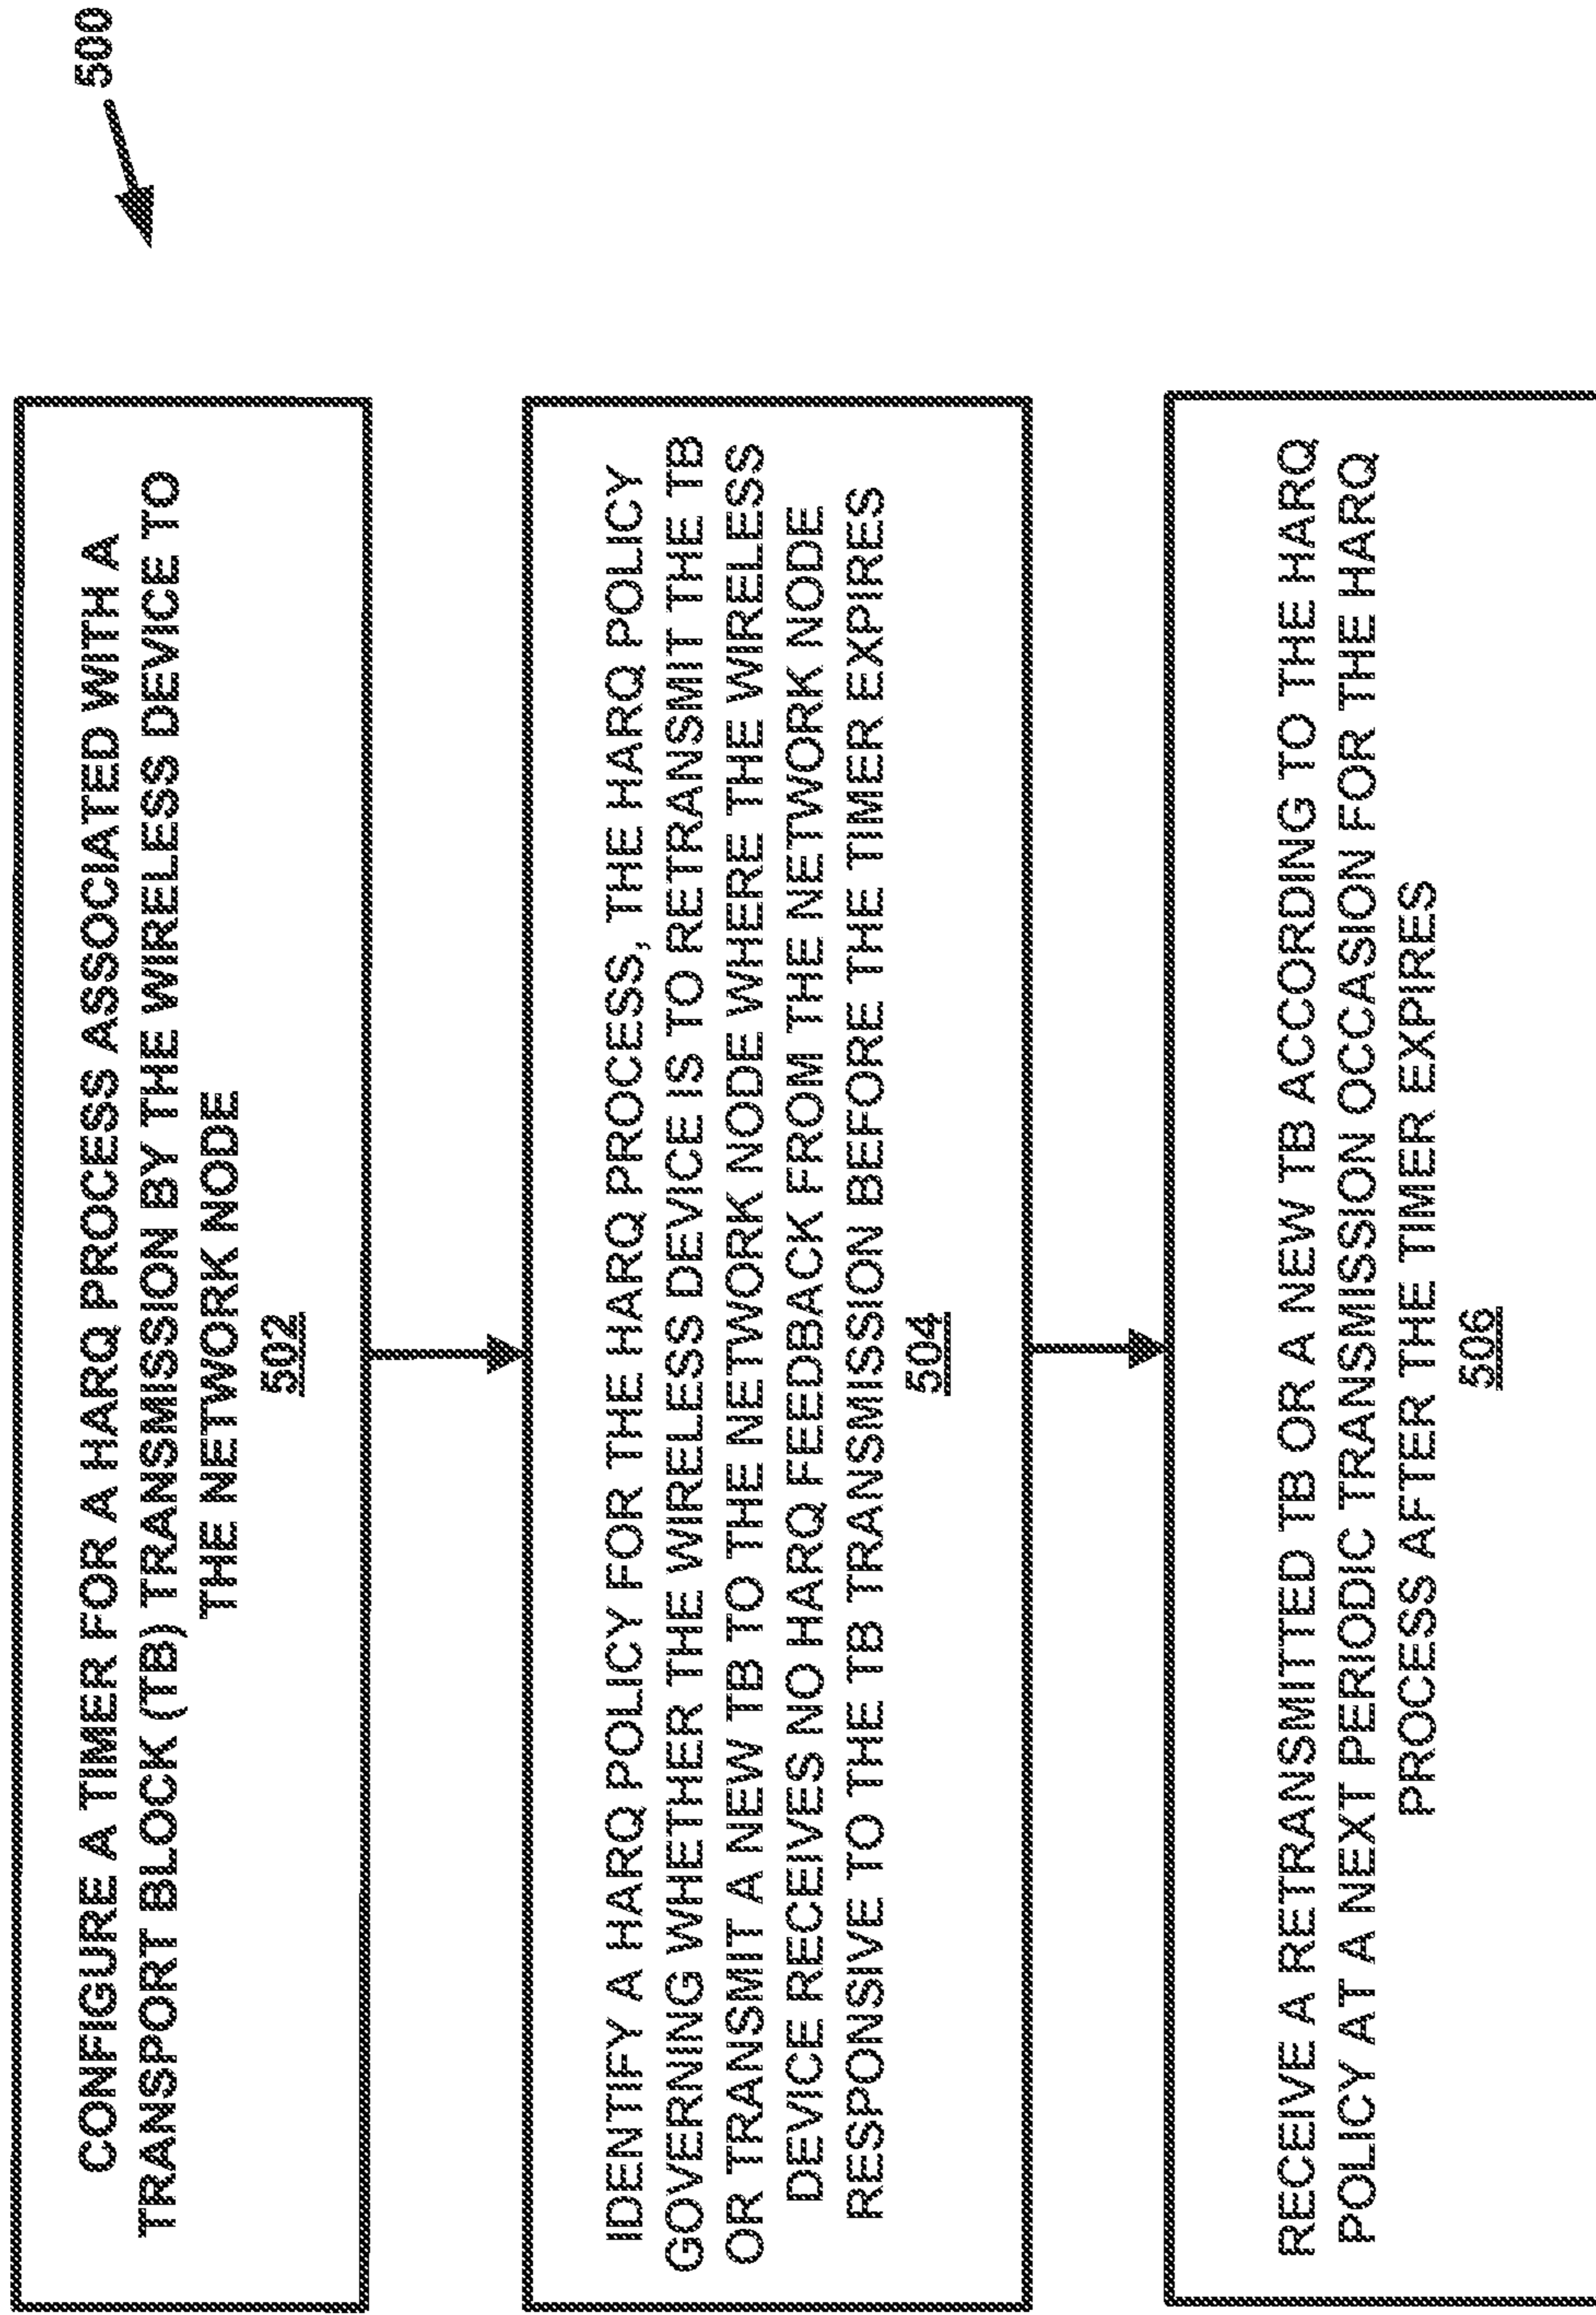 500
CONFIGURE A TIMER FOR A HARQ PROCESS ASSOCIATED WITH A
TRANSPORT BLOCK (TB) TRANSMISSION BY THE WIRELESS DEVICE TO
THE NETWORK NODE
502
IDENTIFY A HARQ POLICY FOR THE HARQ PROCESS, THE HARQ POLICY
GOVERNING WHETHER THE WIRELESS DEVICE IS TO RETRANSMIT THE TB
OR TRANSMIT A NEW TB TO THE NETWORK NODE WHERE THE WIRELESS
DEVICE RECEIVES NO HARQ FEEDBACK FROM THE NETWORK NODE
RESPONSIVE TO THE TB TRANSMISSION BEFORE THE TIMER EXPIRES
504
RECEIVE A RETRANSMITTED TB OR A NEW TB ACCORDING TO THE HARQ
POLICY AT A NEXT PERIODIC TRANSMISSION OCCASION FOR THE HARQ
PROCESS AFTER THE TIMER EXPIRES
506